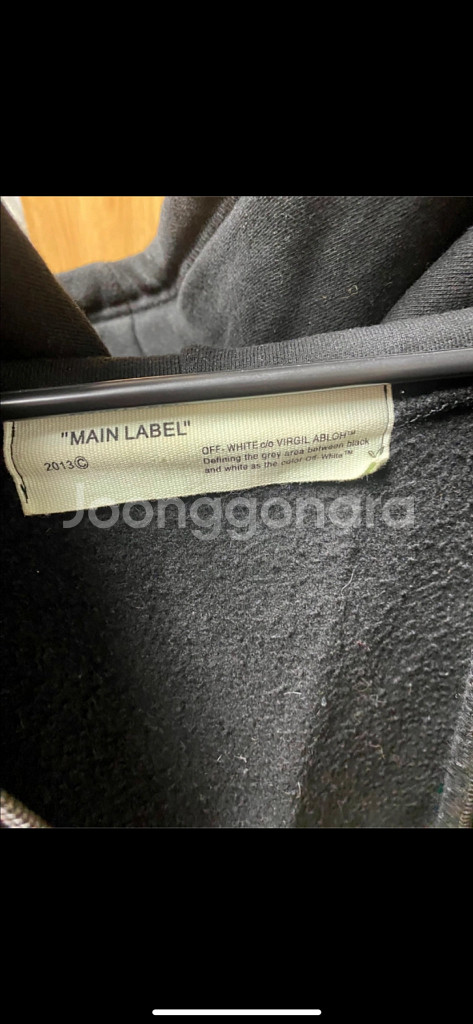 "MAIN LABEL"
2013©
OFF-WHITE c/o VIRGIL ABLOH™
Defining the grey area between black
and white as the color Off-White™
Joonggonara